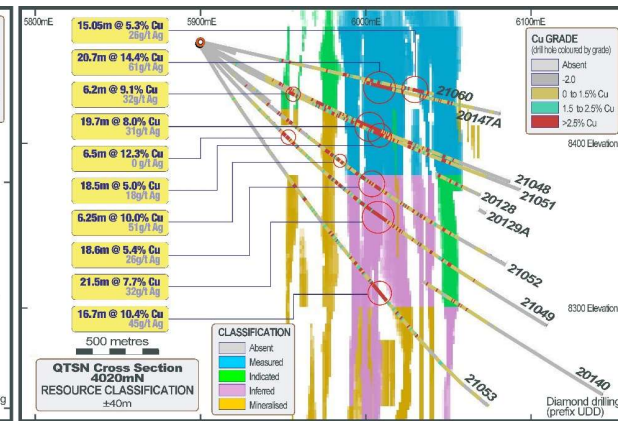 5800mE
5900mE
6000mE
6100mE
15.05m @ 5.3% Cu
26g/t Ag
20.7m @ 14.4% Cu
61g/t Ag
6.2m @ 9.1% Cu
32g/t Ag
19.7m @ 8.0% Cu
31g/t Ag
6.5m @ 12.3% Cu
0 g/t Ag
18.5m @ 5.0% Cu
18g/t Ag
6.25m @ 10.0% Cu
51g/t Ag
18.6m @ 5.4% Cu
26g/t Ag
21.5m @ 7.7% Cu
32g/t Ag
16.7m @ 10.4% Cu
45g/t Ag
500 metres
QTSN Cross Section
4020mN
RESOURCE CLASSIFICATION
±40m
CLASSIFICATION
Absent
Measured
Indicated
Inferred
Mineralised
Cu GRADE
(drill hole coloured by grade)
Absent
-2.0
0 to 1.5% Cu
1.5 to 2.5% Cu
>2.5% Cu
21060
20147A
8400 Elevation
21048
21051
20128
20129A
21052
21049
8300 Elevation
20140
21053
Diamond drilling
(prefix UDD)
g